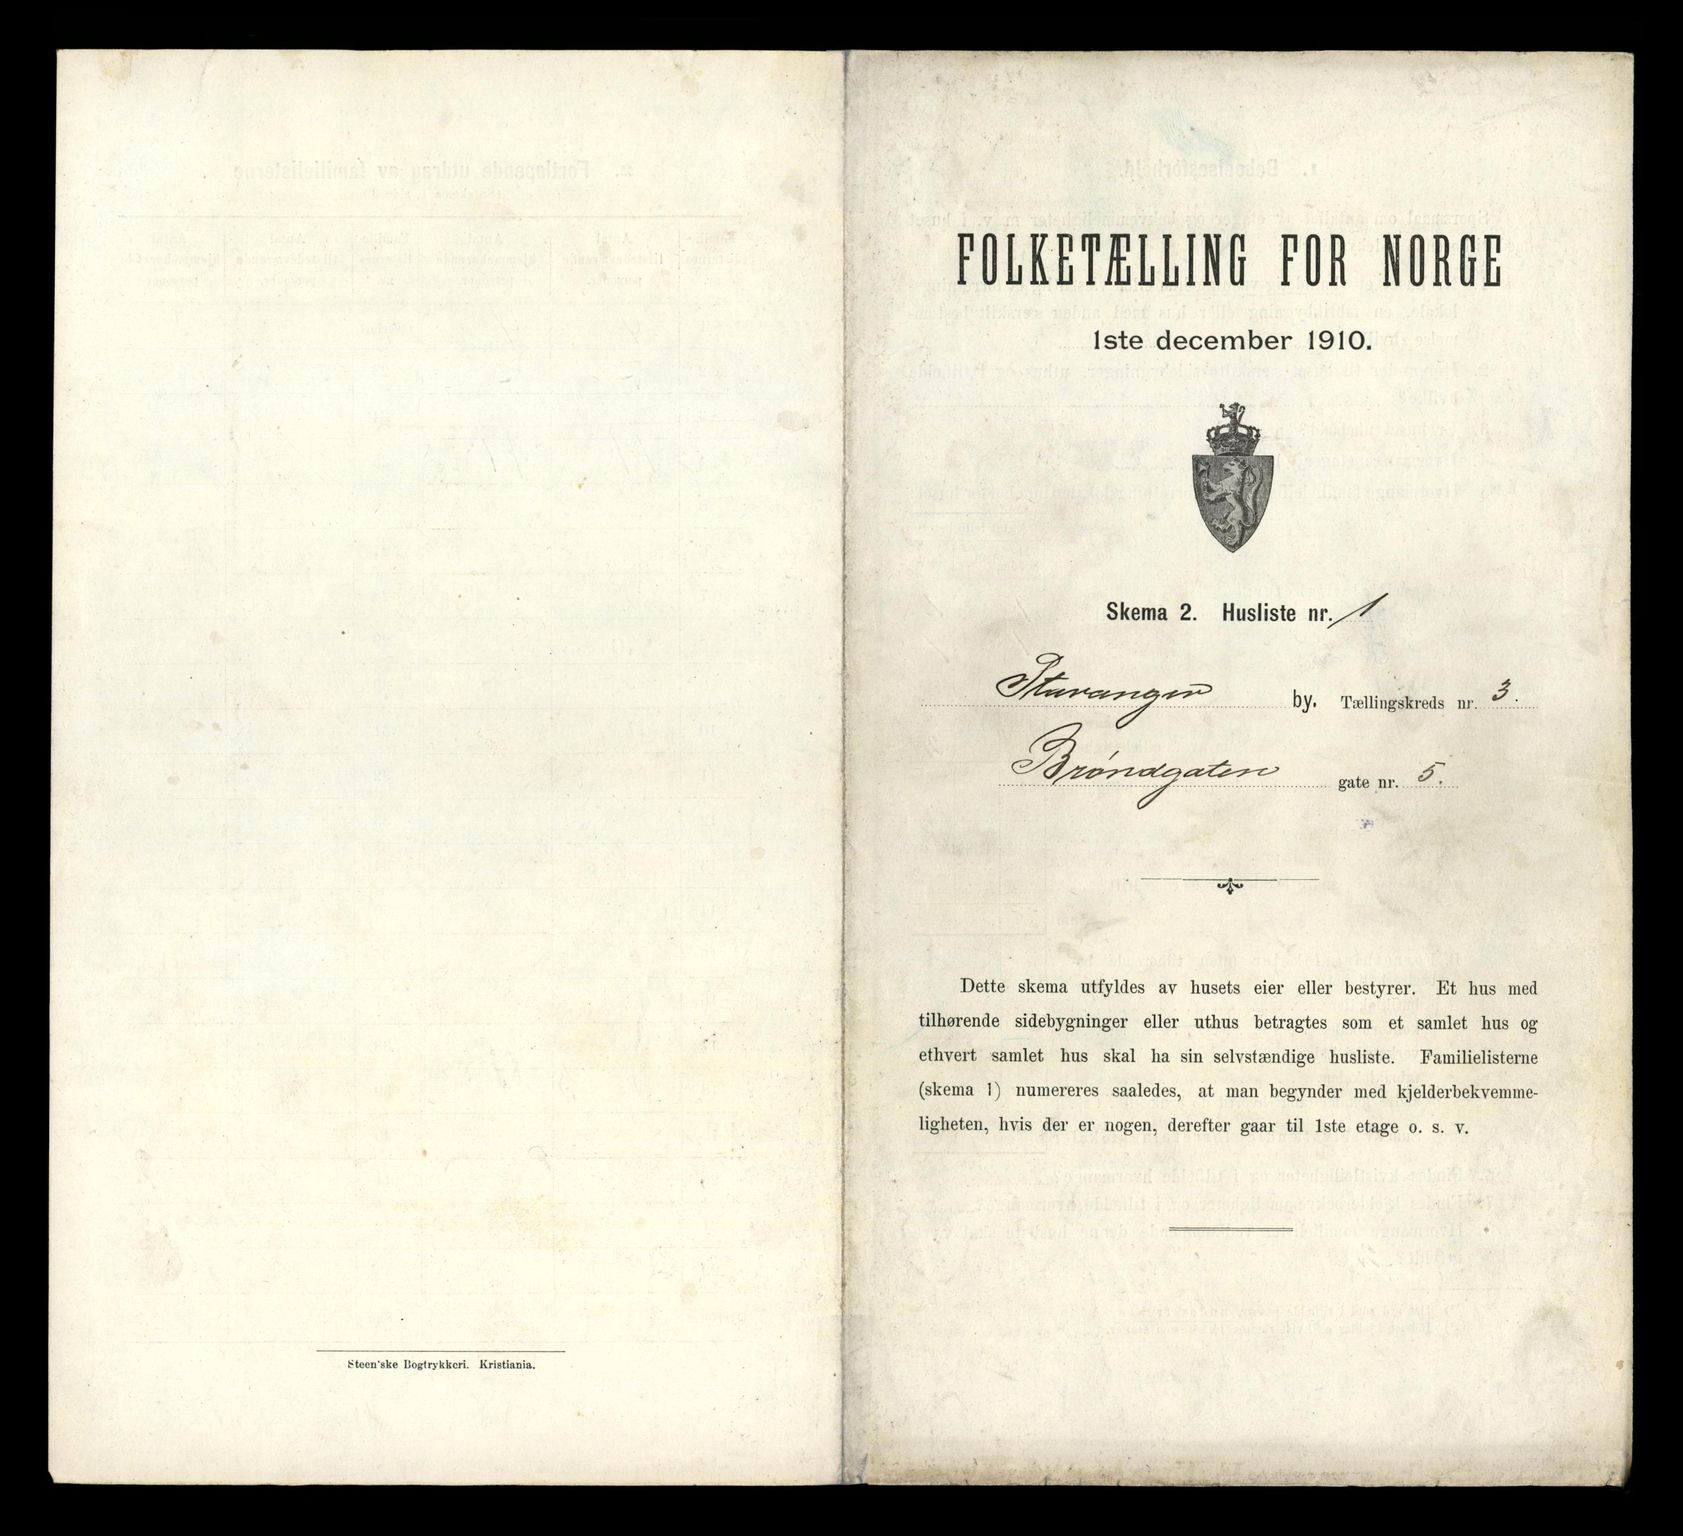 FOLKETÆLLING FOR NORGE
1ste december 1910.
Skema 2. Husliste nr. 1
Stavanger by. Tællingskreds nr. 3.
Brøndgaten gate nr. 5.
Dette skema utfyldes av husets eier eller bestyrer. Et hus med
tilhørende sidebygninger eller uthus betragtes som et samlet hus og
ethvert samlet hus skal ha sin selvstændige husliste. Familielisterne
(skema 1) numereres saaledes, at man begynder med kjelderbekvemme-
ligheten, hvis der er nogen, derefter gaar til 1ste etage o. s. v.
Steen'ske Bogtrykkeri. Kristiania.